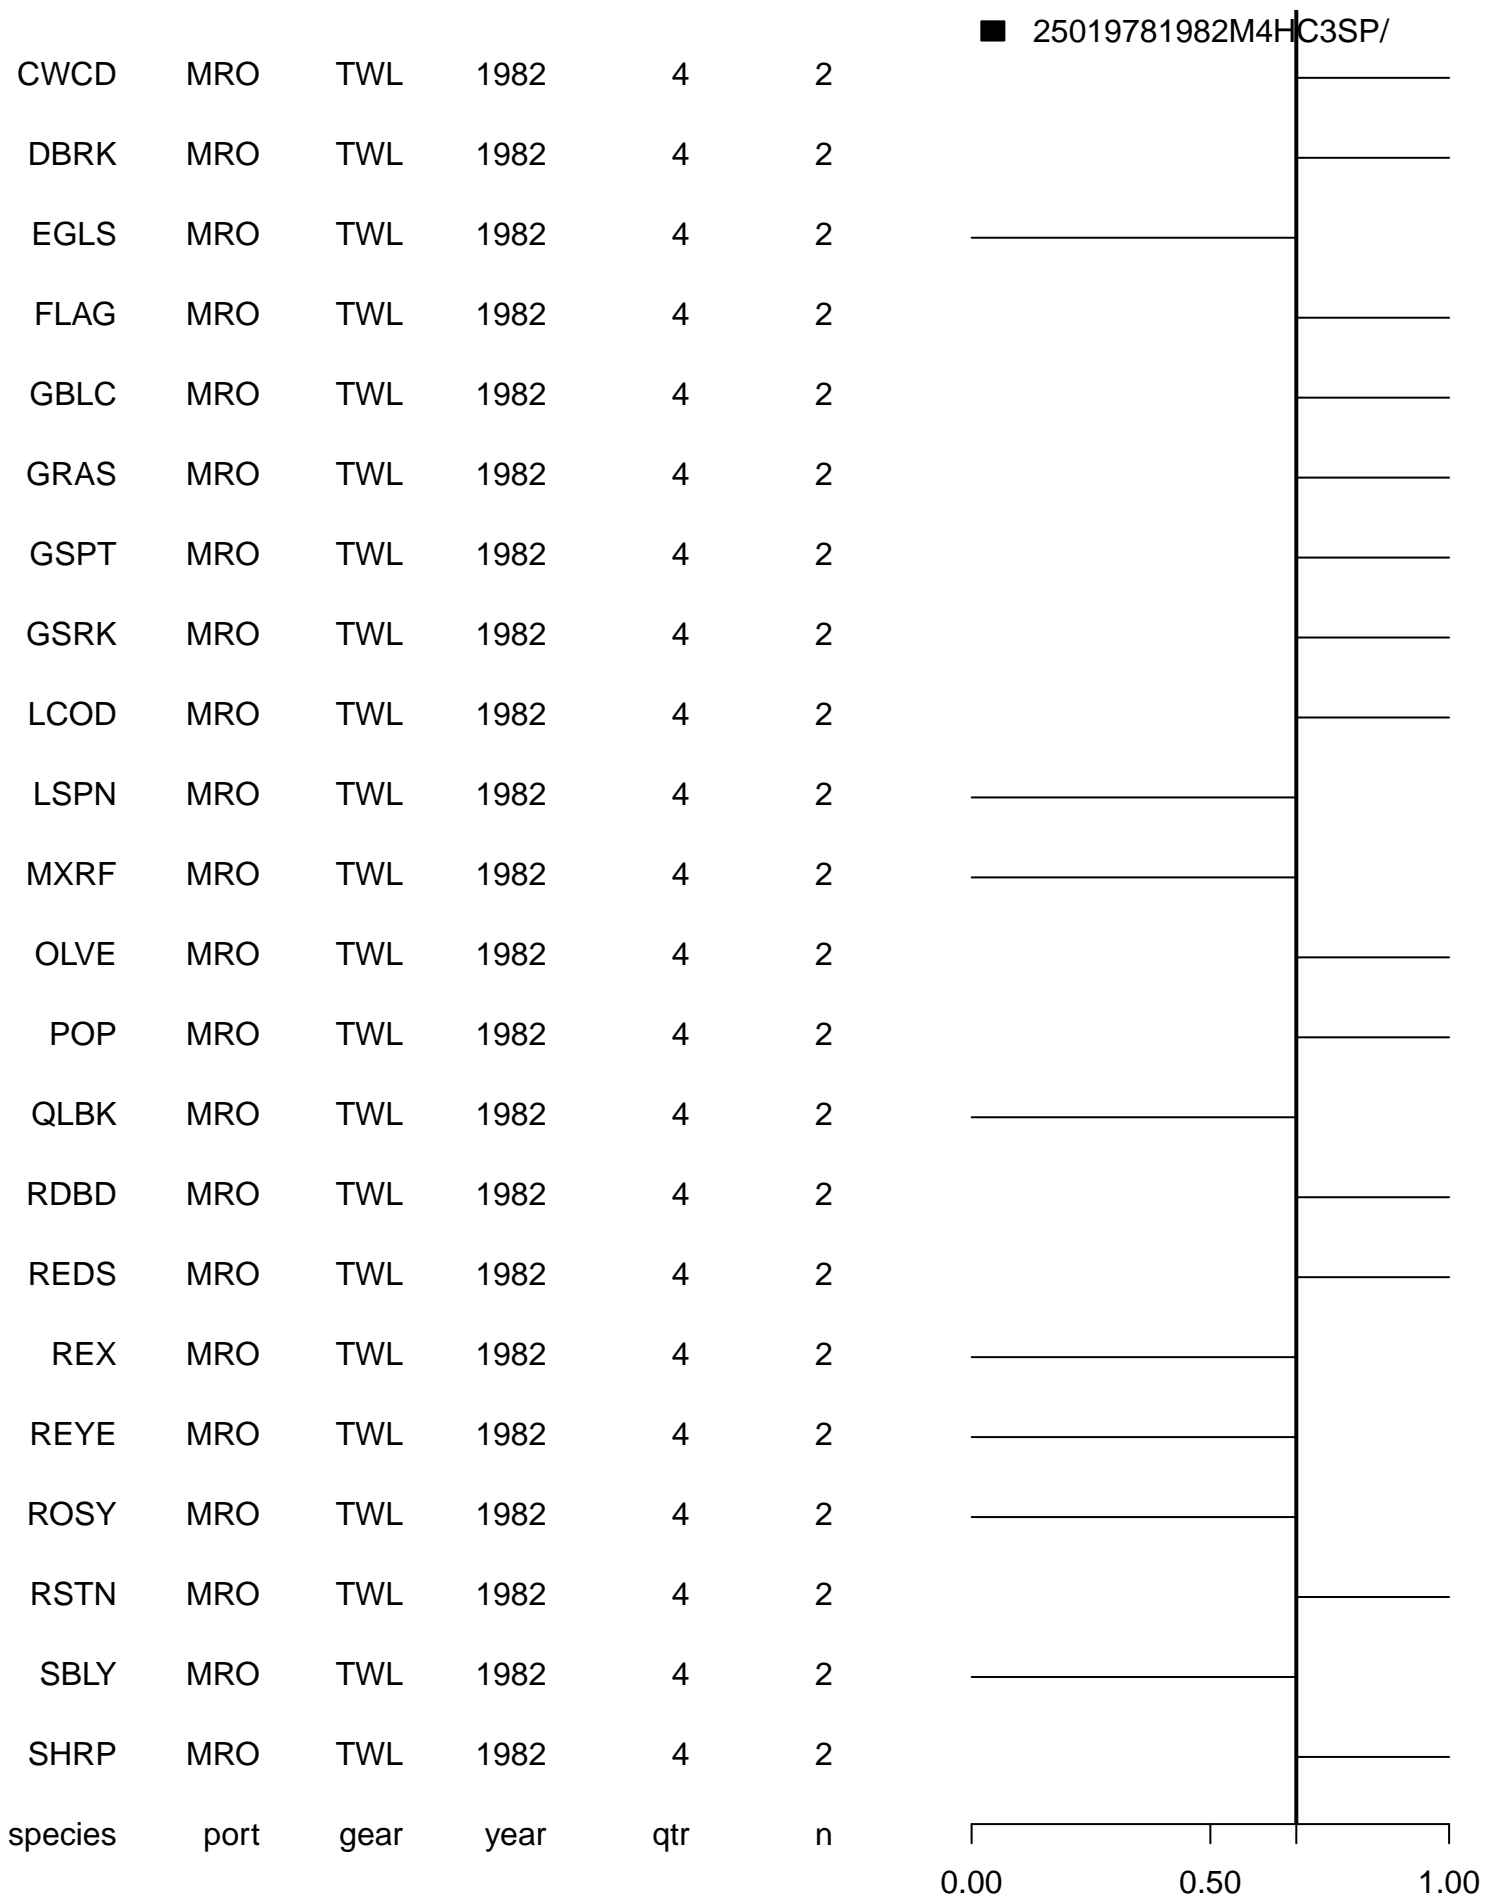 25019781982M4HC3SP/
CWCD MRO TWL 1982 4 2
DBRK MRO TWL 1982 4 2
EGLS MRO TWL 1982 4 2
FLAG MRO TWL 1982 4 2
GBLC MRO TWL 1982 4 2
GRAS MRO TWL 1982 4 2
GSPT MRO TWL 1982 4 2
GSRK MRO TWL 1982 4 2
LCOD MRO TWL 1982 4 2
LSPN MRO TWL 1982 4 2
MXRF MRO TWL 1982 4 2
OLVE MRO TWL 1982 4 2
POP MRO TWL 1982 4 2
QLBK MRO TWL 1982 4 2
RDBD MRO TWL 1982 4 2
REDS MRO TWL 1982 4 2
REX MRO TWL 1982 4 2
REYE MRO TWL 1982 4 2
ROSY MRO TWL 1982 4 2
RSTN MRO TWL 1982 4 2
SBLY MRO TWL 1982 4 2
SHRP MRO TWL 1982 4 2
species port gear year qtr n
0.00 0.50 1.00